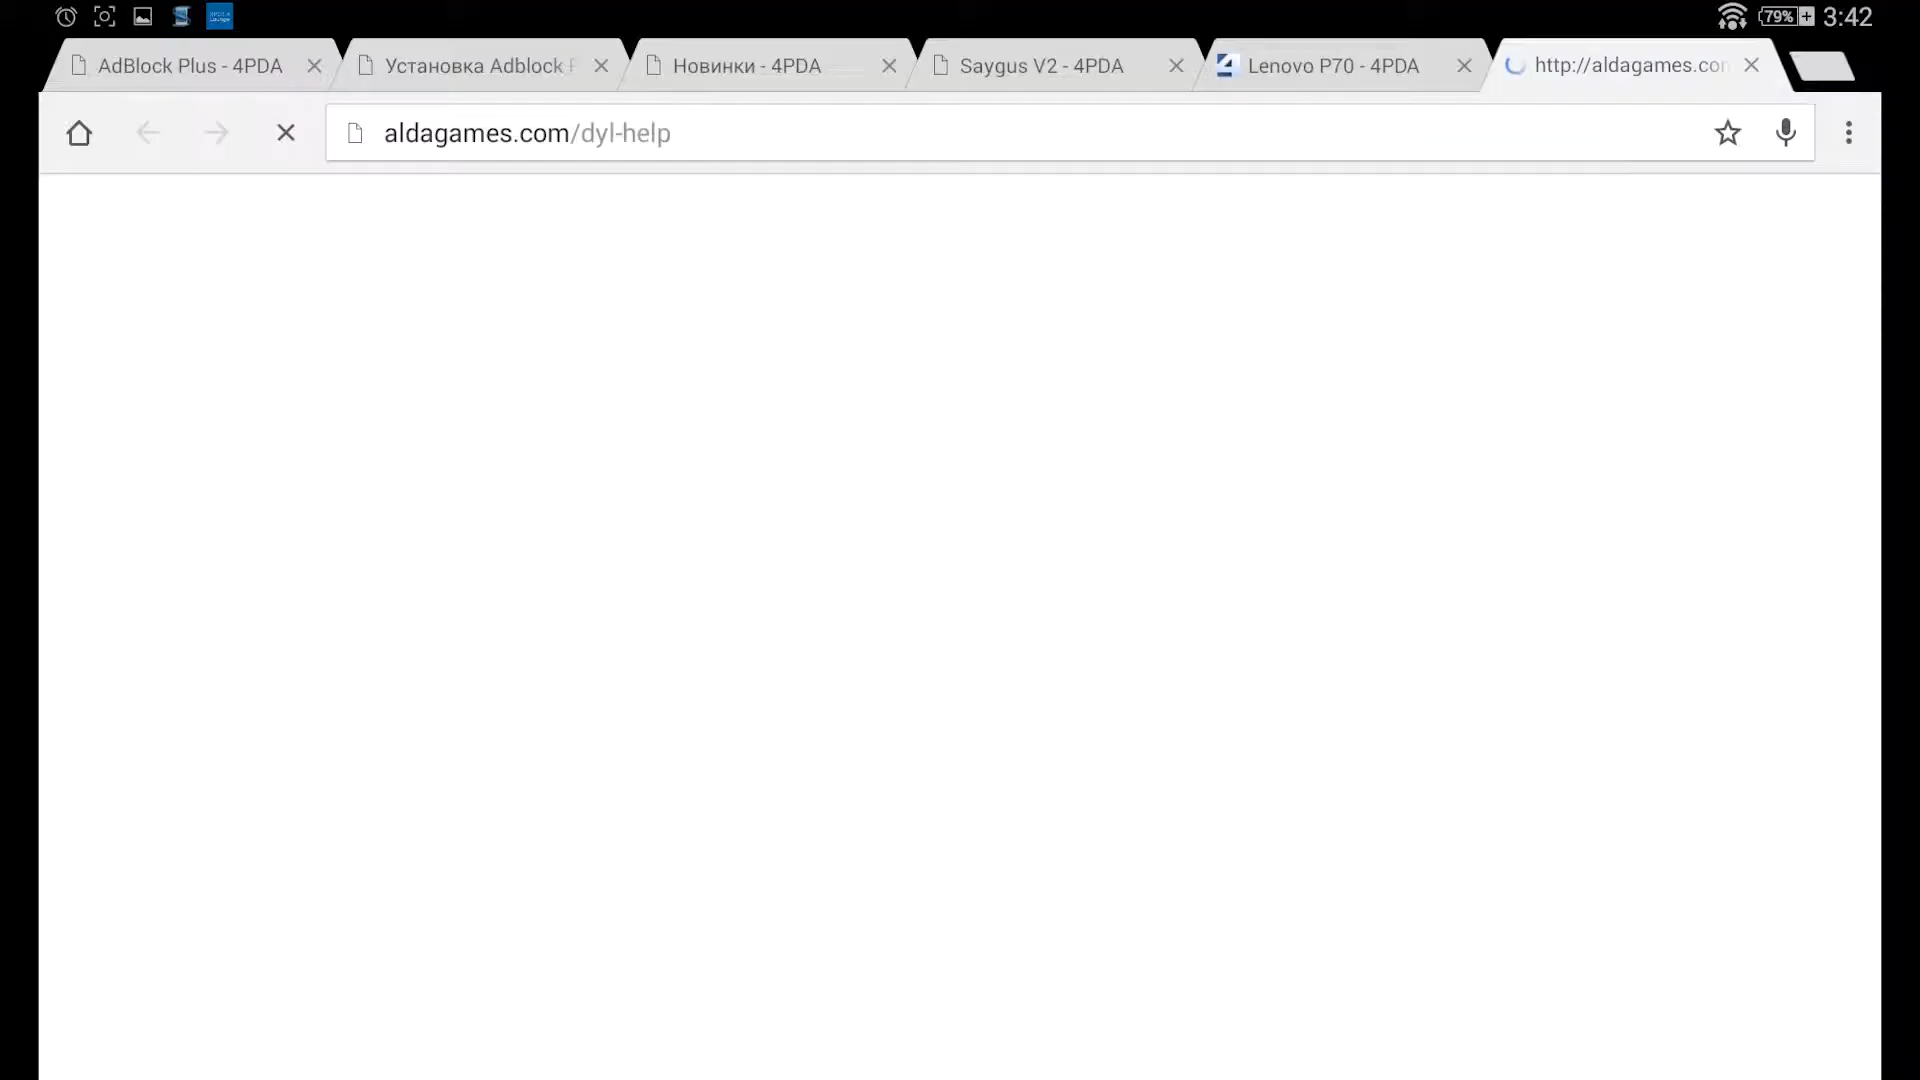 79% 3:42
AdBlock Plus - 4PDA
Установка Adblock
Новинки - 4PDA
Saygus V2 - 4PDA
Lenovo P70 - 4PDA
http://aldagames.com
aldagames.com/dyl-help